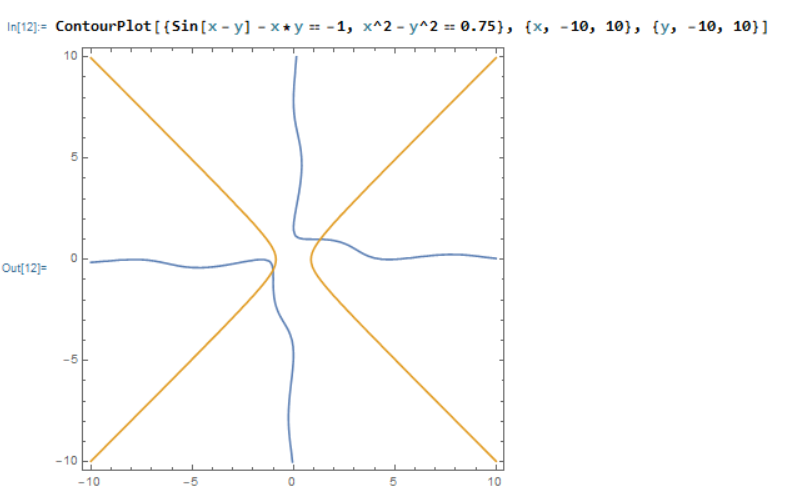 In[12]:= ContourPlot[{Sin[x - y] - x*y == -1, x^2 - y^2 == 0.75}, {x, -10, 10}, {y, -10, 10}]
10
5
Out[12]= 0
-5
-10
-10 -5 0 5 10